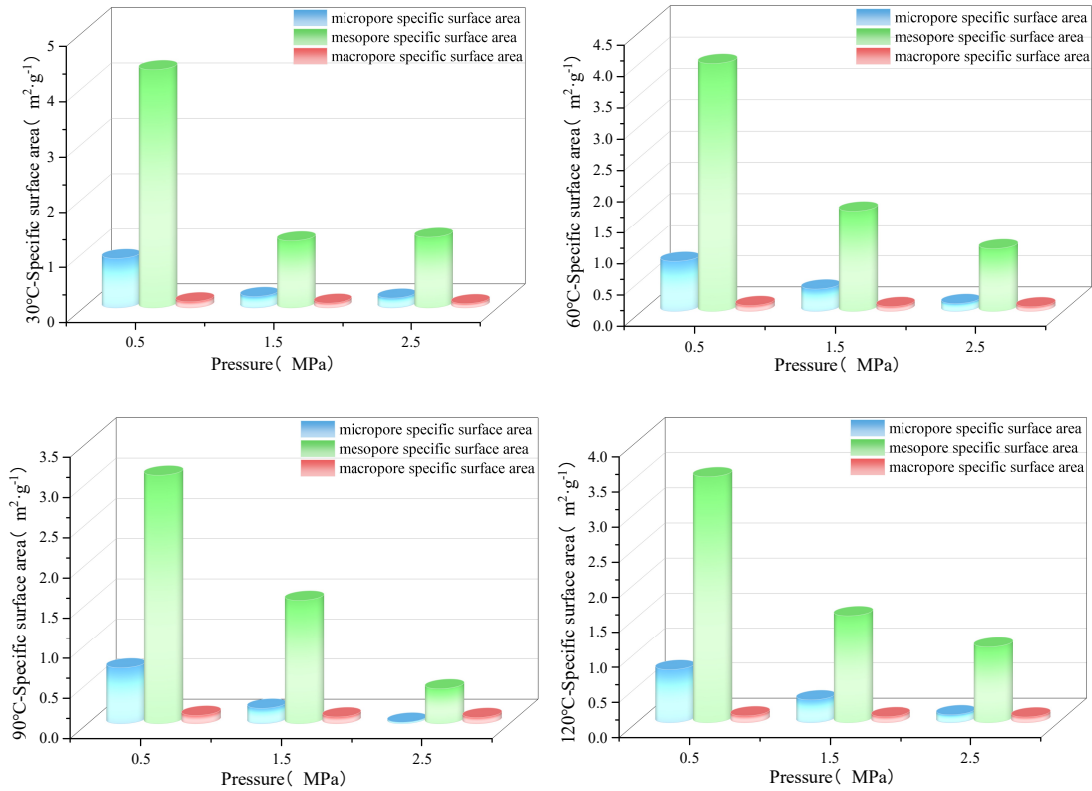 micropore specific surface area
mesopore specific surface area
macropore specific surface area
30°C-Specific surface area( m²·g⁻¹)
5
4
3
2
1
0
0.5 1.5 2.5
Pressure( MPa)
micropore specific surface area
mesopore specific surface area
macropore specific surface area
60°C-Specific surface area( m²·g⁻¹)
4.5
4.0
3.5
3.0
2.5
2.0
1.5
1.0
0.5
0.0
0.5 1.5 2.5
Pressure( MPa)
micropore specific surface area
mesopore specific surface area
macropore specific surface area
90°C-Specific surface area( m²·g⁻¹)
3.5
3.0
2.5
2.0
1.5
1.0
0.5
0.0
0.5 1.5 2.5
Pressure( MPa)
micropore specific surface area
mesopore specific surface area
macropore specific surface area
120°C-Specific surface area( m²·g⁻¹)
4.0
3.5
3.0
2.5
2.0
1.5
1.0
0.5
0.0
0.5 1.5 2.5
Pressure( MPa)